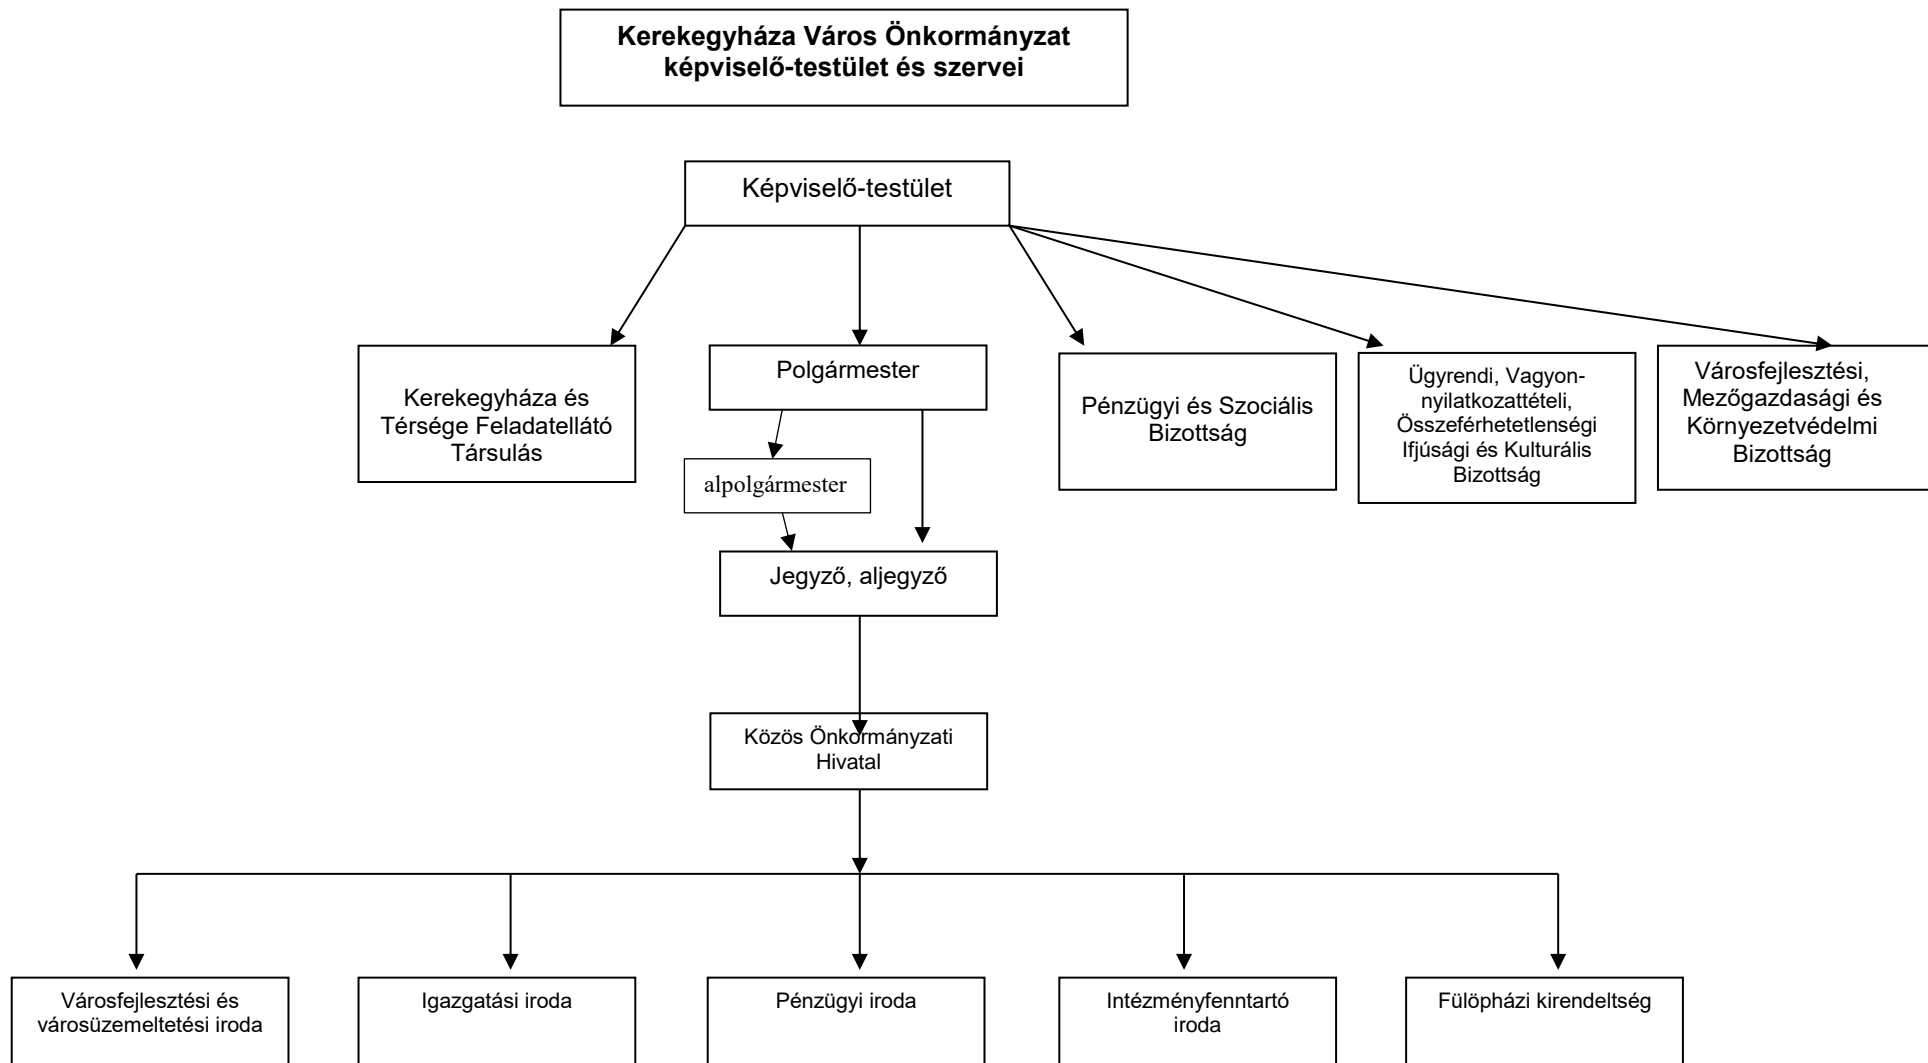 Kerekegyháza Város Önkormányzat
képviselő-testület és szervei
Képviselő-testület
Kerekegyháza és
Térsége Feladatellátó
Társulás
Polgármester
Pénzügyi és Szociális
Bizottság
Ügyrendi, Vagyon-
nyilatkozattételi,
Összeférhetetlenségi
Ifjúsági és Kulturális
Bizottság
Városfejlesztési,
Mezőgazdasági és
Környezetvédelmi
Bizottság
alpolgármester
Jegyző, aljegyző
Közös Önkormányzati
Hivatal
Városfejlesztési és
városüzemeltetési iroda
Igazgatási iroda
Pénzügyi iroda
Intézményfenntartó
iroda
Fülöpházi kirendeltség